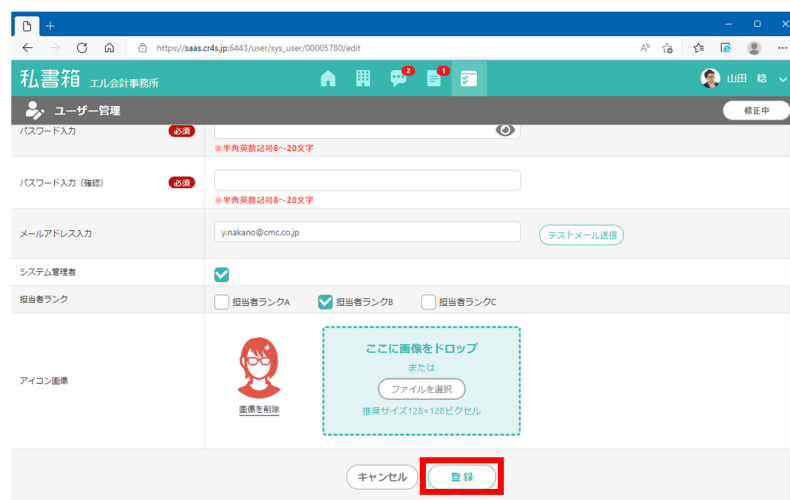 https://saas.cr4s.jp:6443/user/sys_user/00005780/edit
私書箱 エル会計事務所
2
1
山田 稔
ユーザー管理
修正中
パスワード入力 必須
※半角英数記号8～20文字
パスワード入力（確認） 必須
※半角英数記号8～20文字
メールアドレス入力
y.nakano@cmc.co.jp
テストメール送信
システム管理者
担当者ランク
担当者ランクA 担当者ランクB 担当者ランクC
アイコン画像
画像を削除
ここに画像をドロップ
または
ファイルを選択
推奨サイズ128×128ピクセル
キャンセル
登録